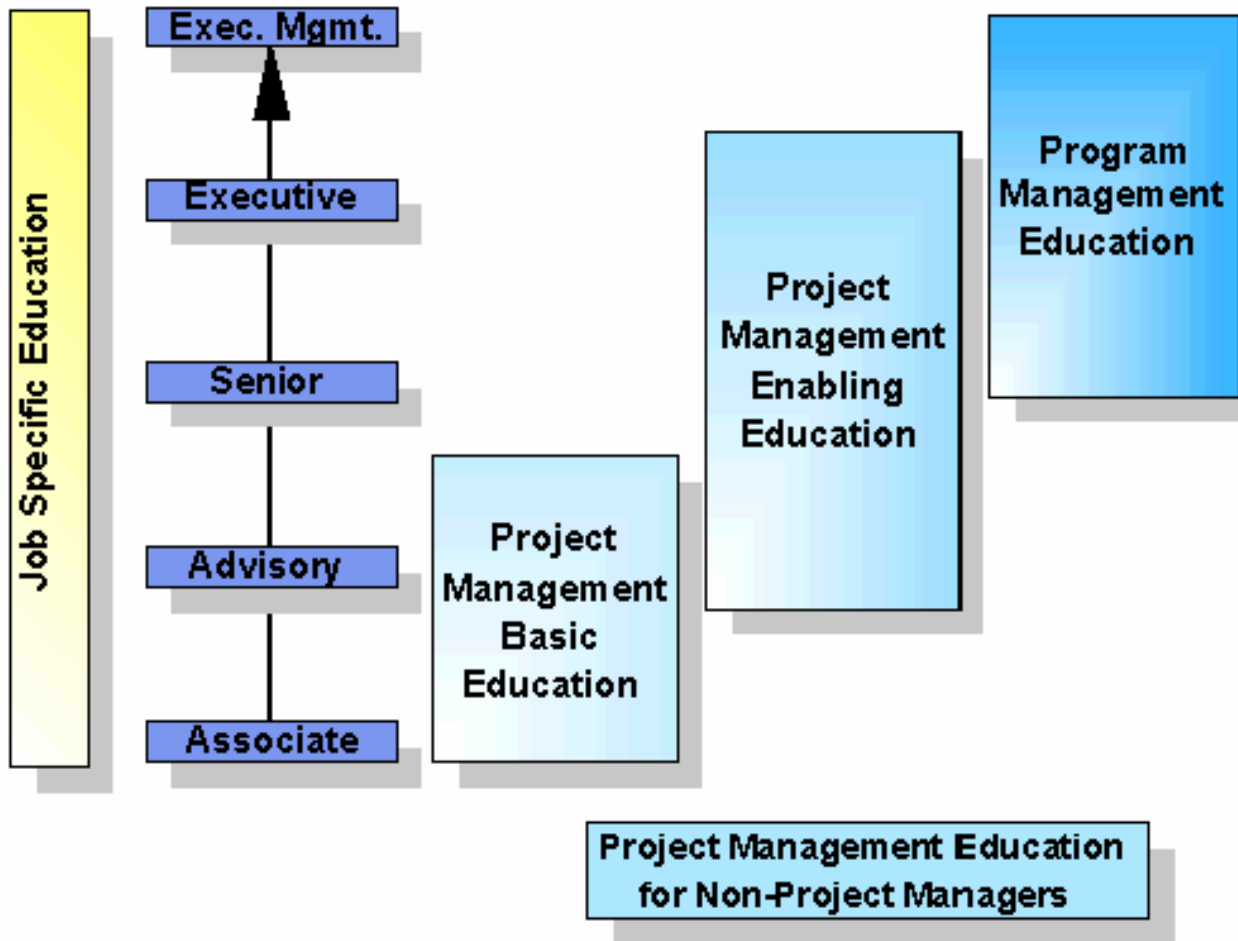 Job Specific Education
Exec. Mgmt.
Executive
Senior
Advisory
Associate
Project
Management
Basic
Education
Project
Management
Enabling
Education
Program
Management
Education
Project Management Education
for Non-Project Managers